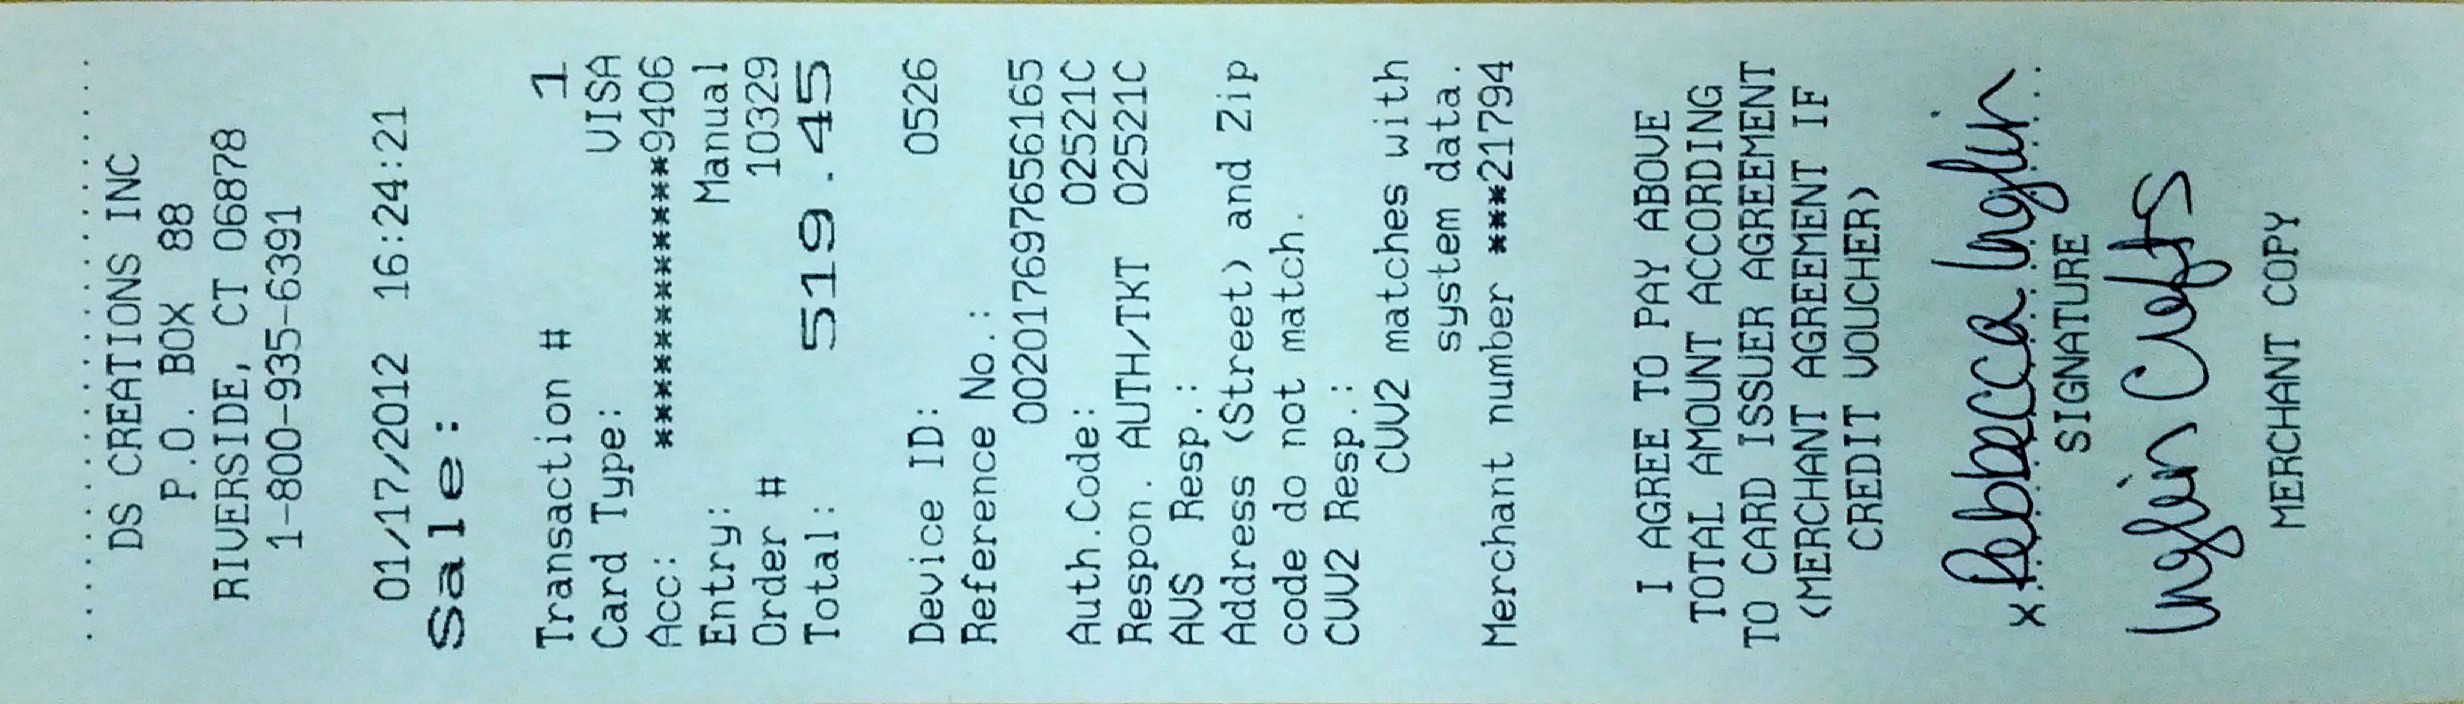 DS CREATIONS INC
P.O. BOX 88
RIVERSIDE, CT 06878
1-800-935-6391
01/17/2012 16:24:21
Sale:
Transaction # 1
Card Type: VISA
Acc: ************9406
Entry: Manual
Order # 10329
Total: 519.45
Device ID: 0526
Reference No.:
002017697656165
Auth.Code: 02521C
Respon. AUTH/TKT 02521C
AVS Resp.:
Address (Street) and Zip
code do not match.
CVV2 Resp.:
CVV2 matches with
system data.
Merchant number ***21794
I AGREE TO PAY ABOVE
TOTAL AMOUNT ACCORDING
TO CARD ISSUER AGREEMENT
(MERCHANT AGREEMENT IF
CREDIT VOUCHER)
x Rebbecca Inglin
SIGNATURE
Inglein Crofts
MERCHANT COPY